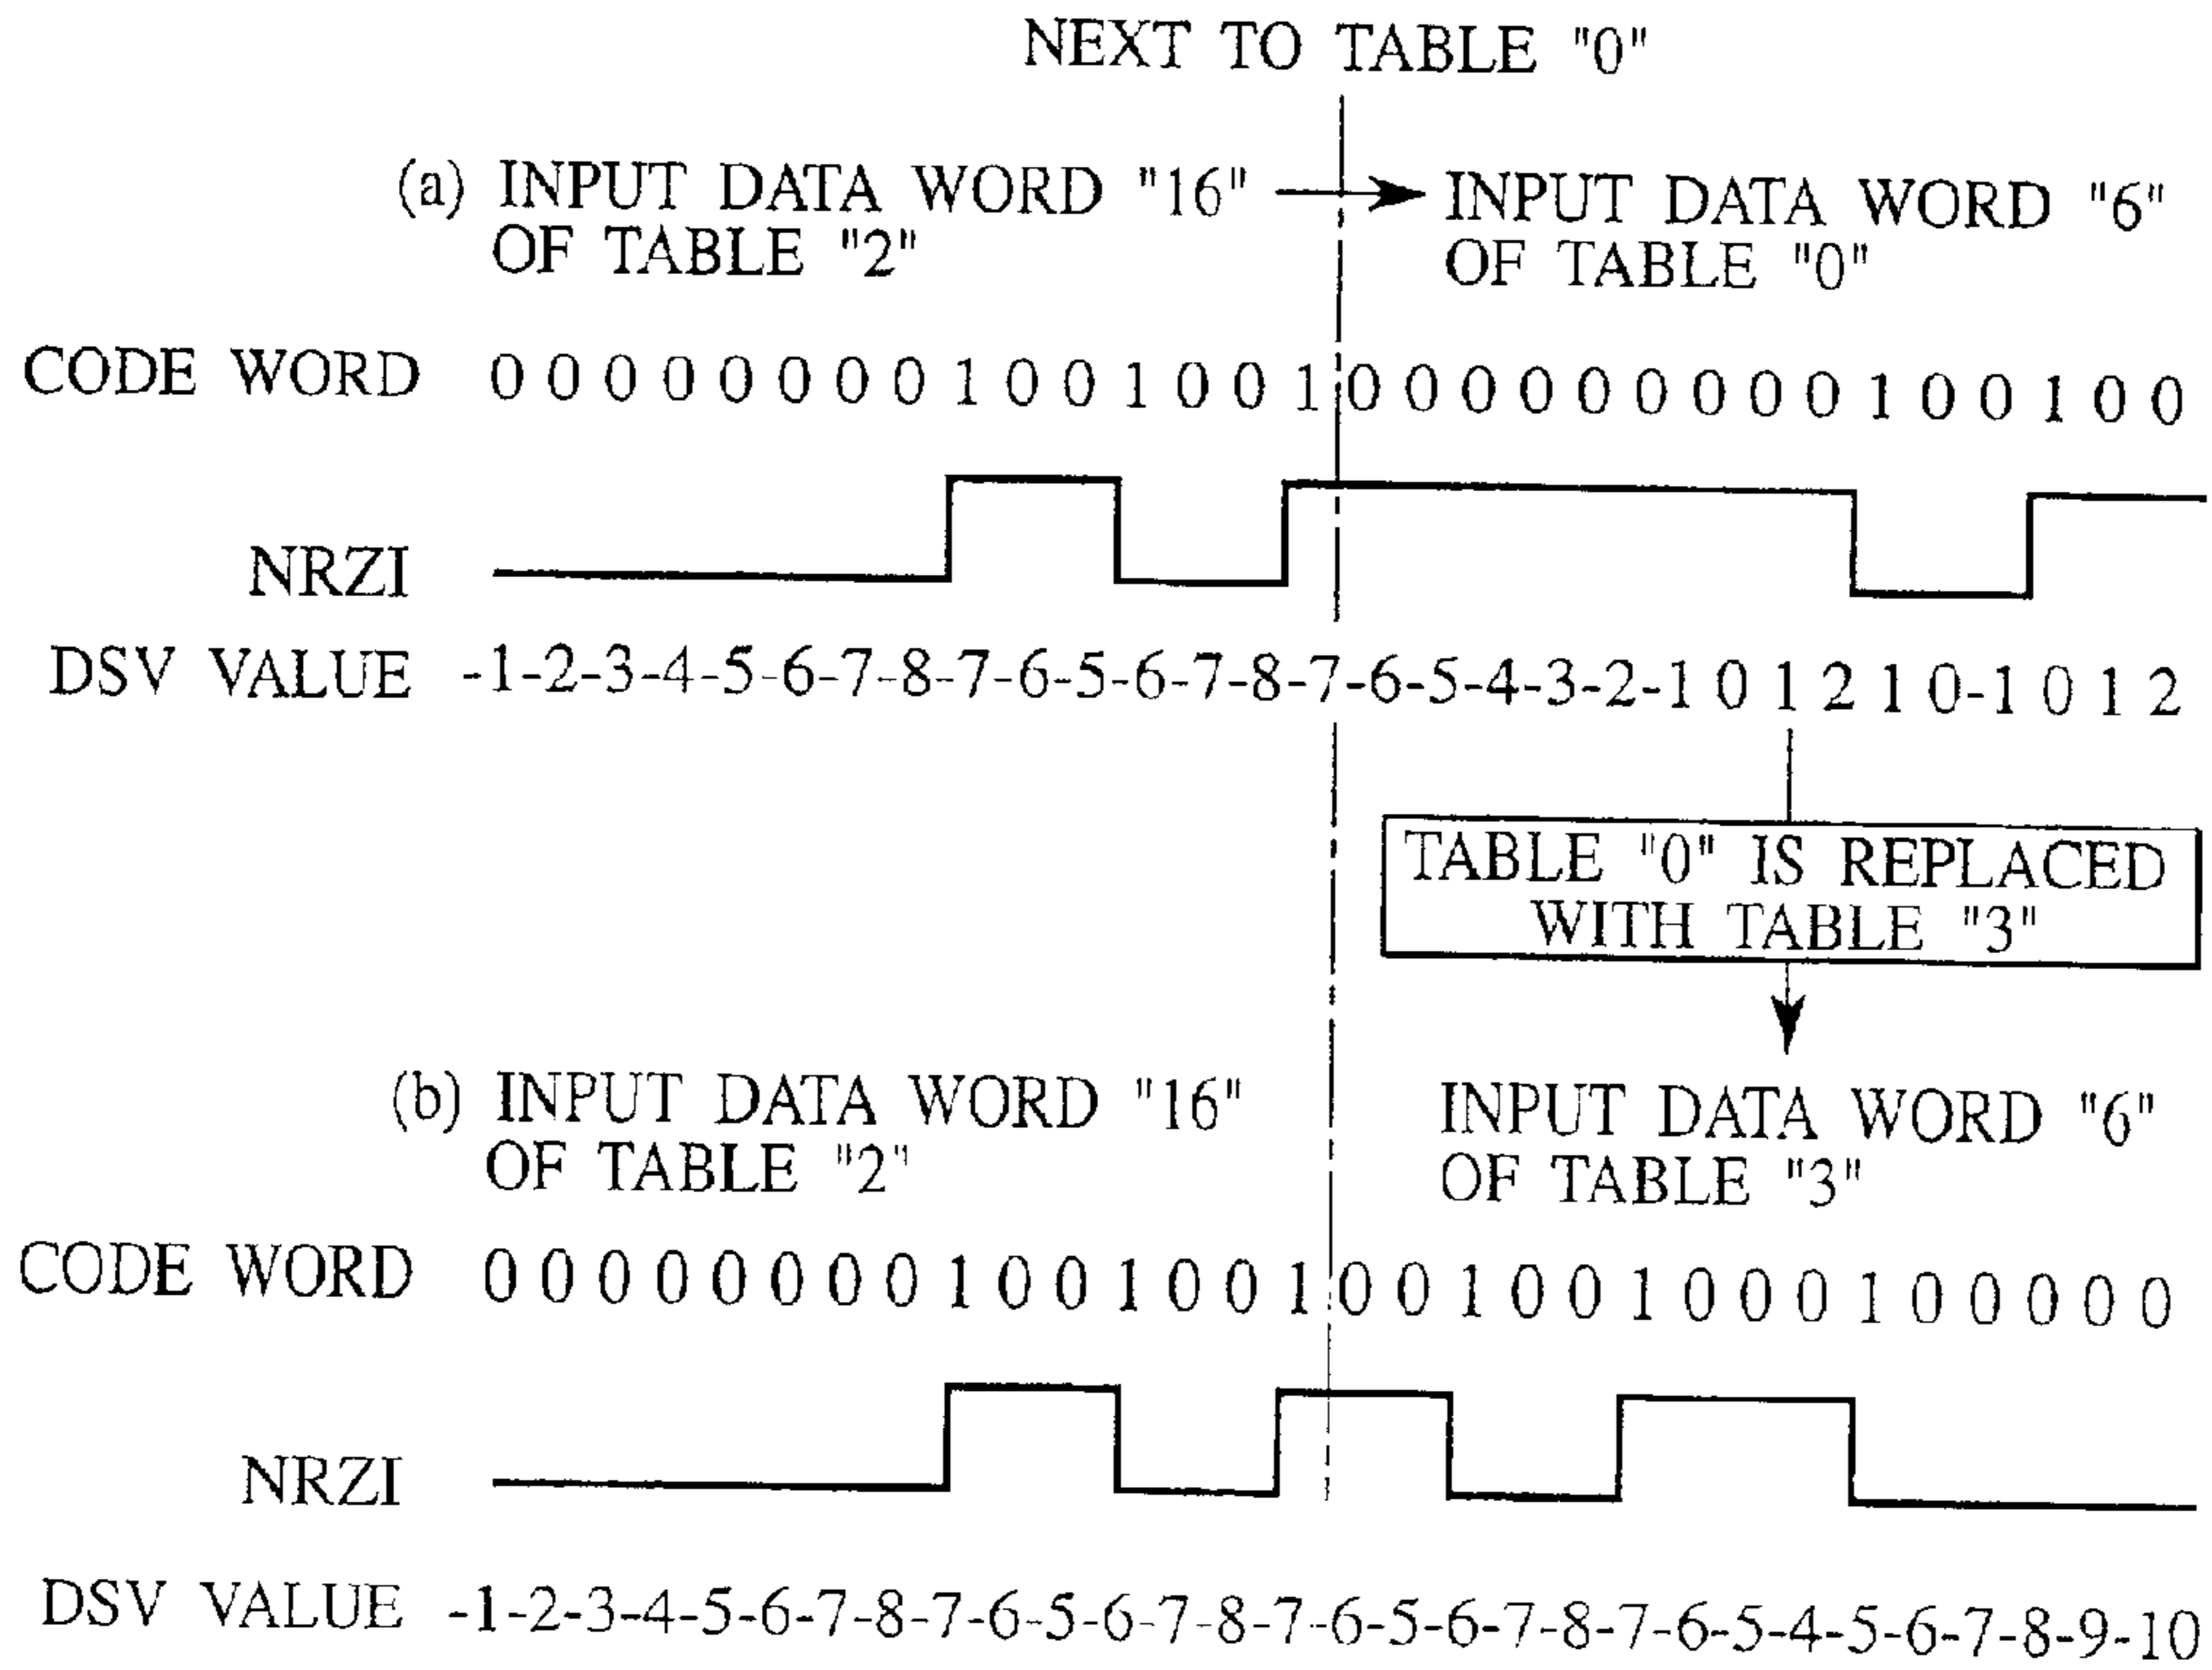 NEXT TO TABLE "0"
(a) INPUT DATA WORD "16" INPUT DATA WORD "6"
OF TABLE "2" OF TABLE "0"
CODE WORD 0 0 0 0 0 0 0 0 1 0 0 1 0 0 1 0 0 0 0 0 0 0 0 0 1 0 0 1 0 0
NRZI
DSV VALUE -1-2-3-4-5-6-7-8-7-6-5-6-7-8-7-6-5-4-3-2-1 0 1 2 1 0-1 0 1 2
TABLE "0" IS REPLACED
WITH TABLE "3"
(b) INPUT DATA WORD "16" INPUT DATA WORD "6"
OF TABLE "2" OF TABLE "3"
CODE WORD 0 0 0 0 0 0 0 0 1 0 0 1 0 0 1 0 0 1 0 0 1 0 0 0 1 0 0 0 0 0
NRZI
DSV VALUE -1-2-3-4-5-6-7-8-7-6-5-6-7-8-7-6-5-6-7-8-7-6-5-4-5-6-7-8-9-10